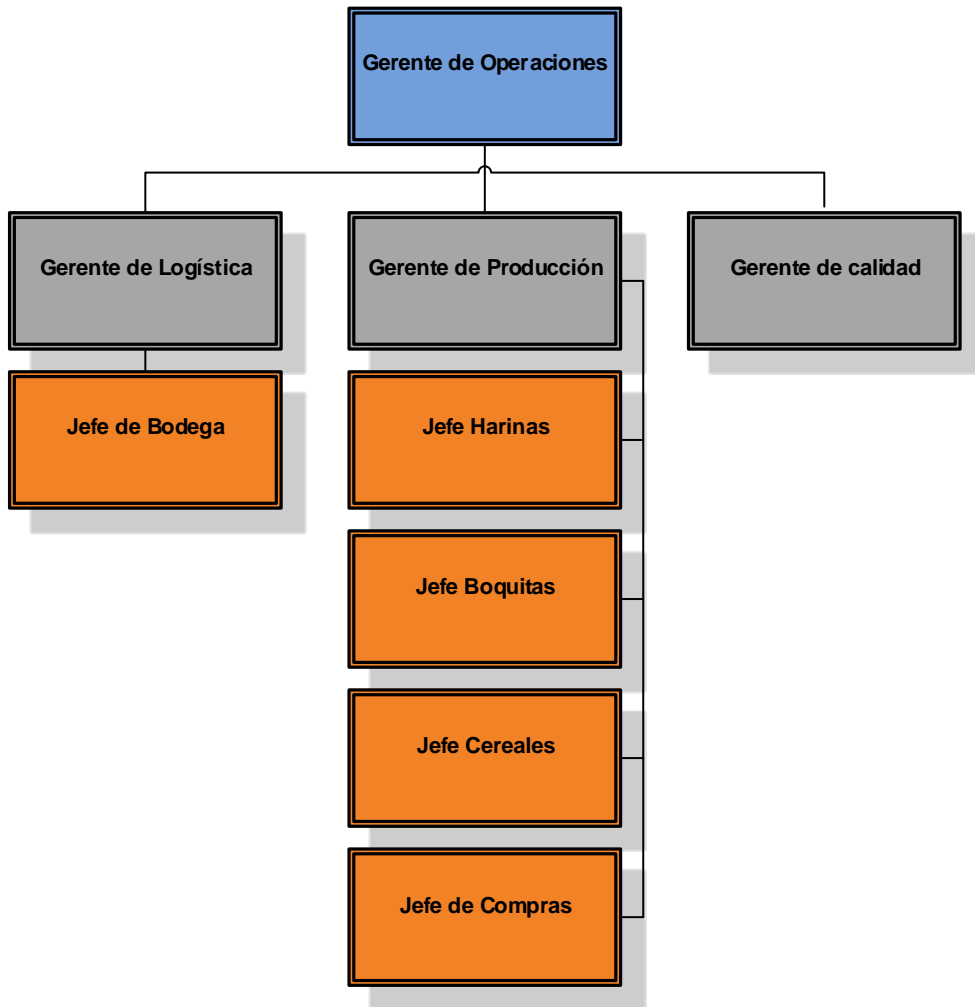 Gerente de Operaciones
Gerente de Logística
Gerente de Producción
Gerente de calidad
Jefe de Bodega
Jefe Harinas
Jefe Boquitas
Jefe Cereales
Jefe de Compras